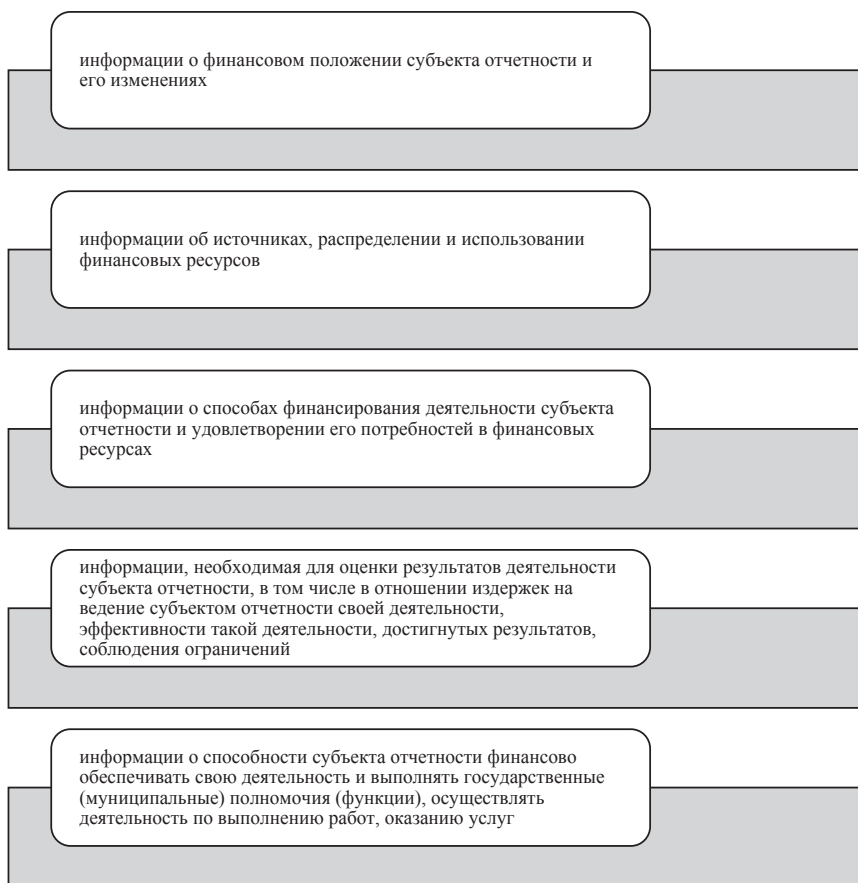 информации о финансовом положении субъекта отчетности и
его изменениях
информации об источниках, распределении и использовании
финансовых ресурсов
информации о способах финансирования деятельности субъекта
отчетности и удовлетворении его потребностей в финансовых
ресурсах
информации, необходимая для оценки результатов деятельности
субъекта отчетности, в том числе в отношении издержек на
ведение субъектом отчетности своей деятельности,
эффективности такой деятельности, достигнутых результатов,
соблюдения ограничений
информации о способности субъекта отчетности финансово
обеспечивать свою деятельность и выполнять государственные
(муниципальные) полномочия (функции), осуществлять
деятельность по выполнению работ, оказанию услуг